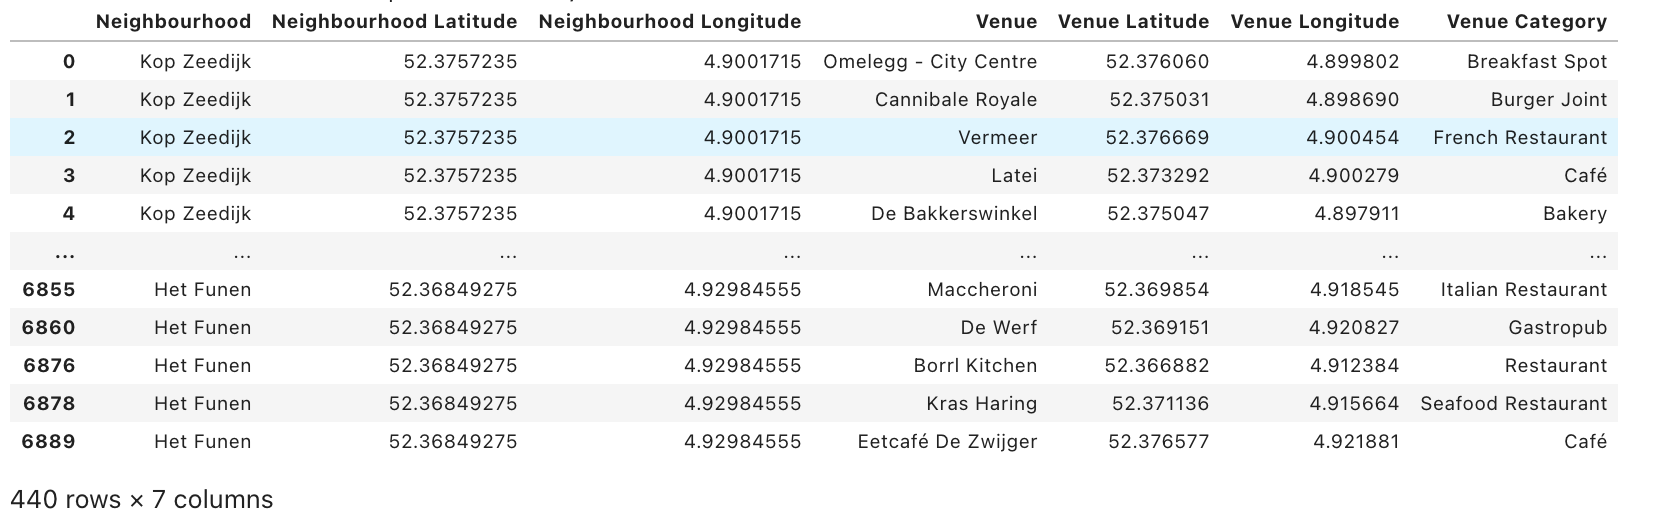 Neighbourhood Neighbourhood Latitude Neighbourhood Longitude Venue Venue Latitude Venue Longitude Venue Category
0 Kop Zeedijk 52.3757235 4.9001715 Omelegg - City Centre 52.376060 4.899802 Breakfast Spot
1 Kop Zeedijk 52.3757235 4.9001715 Cannibale Royale 52.375031 4.898690 Burger Joint
2 Kop Zeedijk 52.3757235 4.9001715 Vermeer 52.376669 4.900454 French Restaurant
3 Kop Zeedijk 52.3757235 4.9001715 Latei 52.373292 4.900279 Café
4 Kop Zeedijk 52.3757235 4.9001715 De Bakkerswinkel 52.375047 4.897911 Bakery
... ... ... ... ... ... ... ...
6855 Het Funen 52.36849275 4.92984555 Maccheroni 52.369854 4.918545 Italian Restaurant
6860 Het Funen 52.36849275 4.92984555 De Werf 52.369151 4.920827 Gastropub
6876 Het Funen 52.36849275 4.92984555 Borrl Kitchen 52.366882 4.912384 Restaurant
6878 Het Funen 52.36849275 4.92984555 Kras Haring 52.371136 4.915664 Seafood Restaurant
6889 Het Funen 52.36849275 4.92984555 Eetcafé De Zwijger 52.376577 4.921881 Café
440 rows × 7 columns